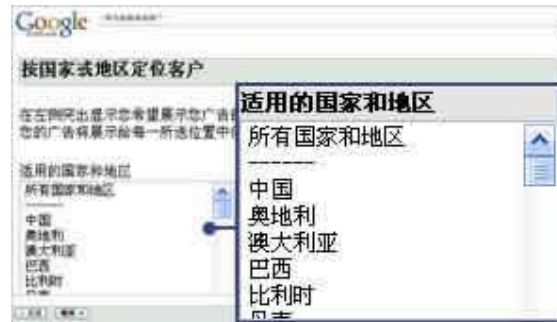 Google
按国家或地区定位客户
在左侧突出显示您希望展示您广告
您的广告将展示给每一所选位置中
适用的国家和地区
所有国家和地区
------
中国
奥地利
澳大利亚
巴西
比利时
适用的国家和地区
所有国家和地区
------
中国
奥地利
澳大利亚
巴西
比利时
丹麦